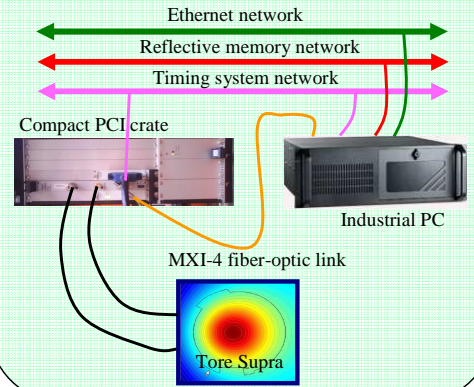 Ethernet network
Reflective memory network
Timing system network
Compact PCI crate
Industrial PC
MXI-4 fiber-optic link
Tore Supra